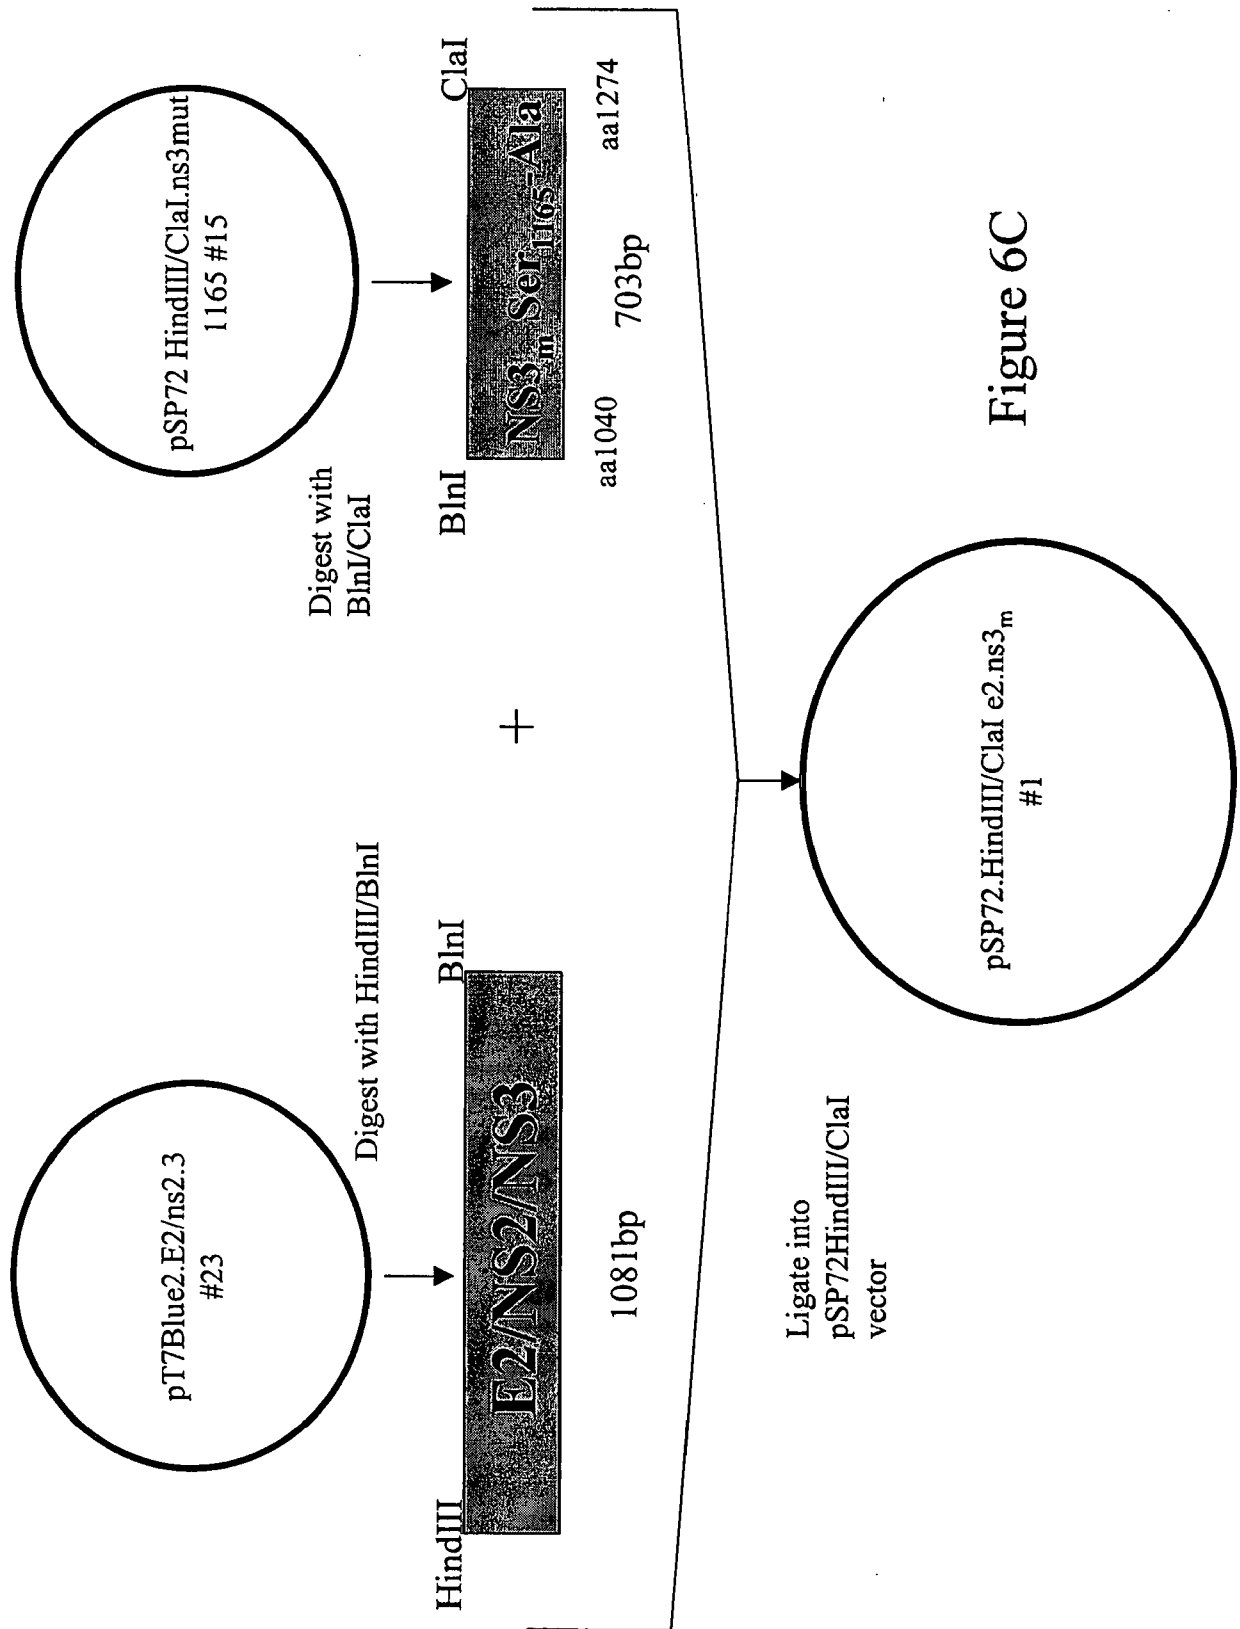 pT7Blue2.E2/ns2.3
#23
Digest with HindIII/BlnI
HindIII
BlnI
E2/NS2/NS3
1081bp
+
pSP72 HindIII/ClaI.ns3mut
1165 #15
Digest with
BlnI/ClaI
BlnI
ClaI
NS3m Ser1165-Ala
aa1040
aa1274
703bp
Ligate into
pSP72HindIII/ClaI
vector
pSP72.HindIII/ClaI e2.ns3m
#1
Figure 6C